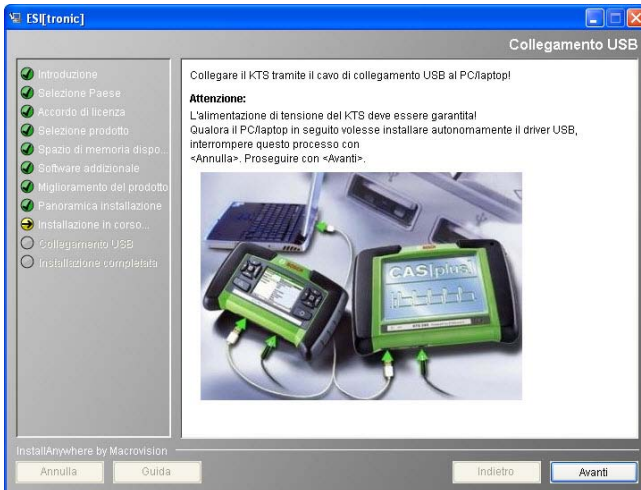 ESI[tronic]
Collegamento USB
Introduzione
Selezione Paese
Accordo di licenza
Selezione prodotto
Spazio di memoria dispo...
Software addizionale
Miglioramento del prodotto
Panoramica installazione
Installazione in corso...
Collegamento USB
Installazione completata
Collegare il KTS tramite il cavo di collegamento USB al PC/laptop!
Attenzione:
L'alimentazione di tensione del KTS deve essere garantita!
Qualora il PC/laptop in seguito volesse installare autonomamente il driver USB,
interrompere questo processo con
<Annulla>. Proseguire con <Avanti>.
CAS[plus]
InstallAnywhere by Macrovision
Annulla
Guida
Indietro
Avanti